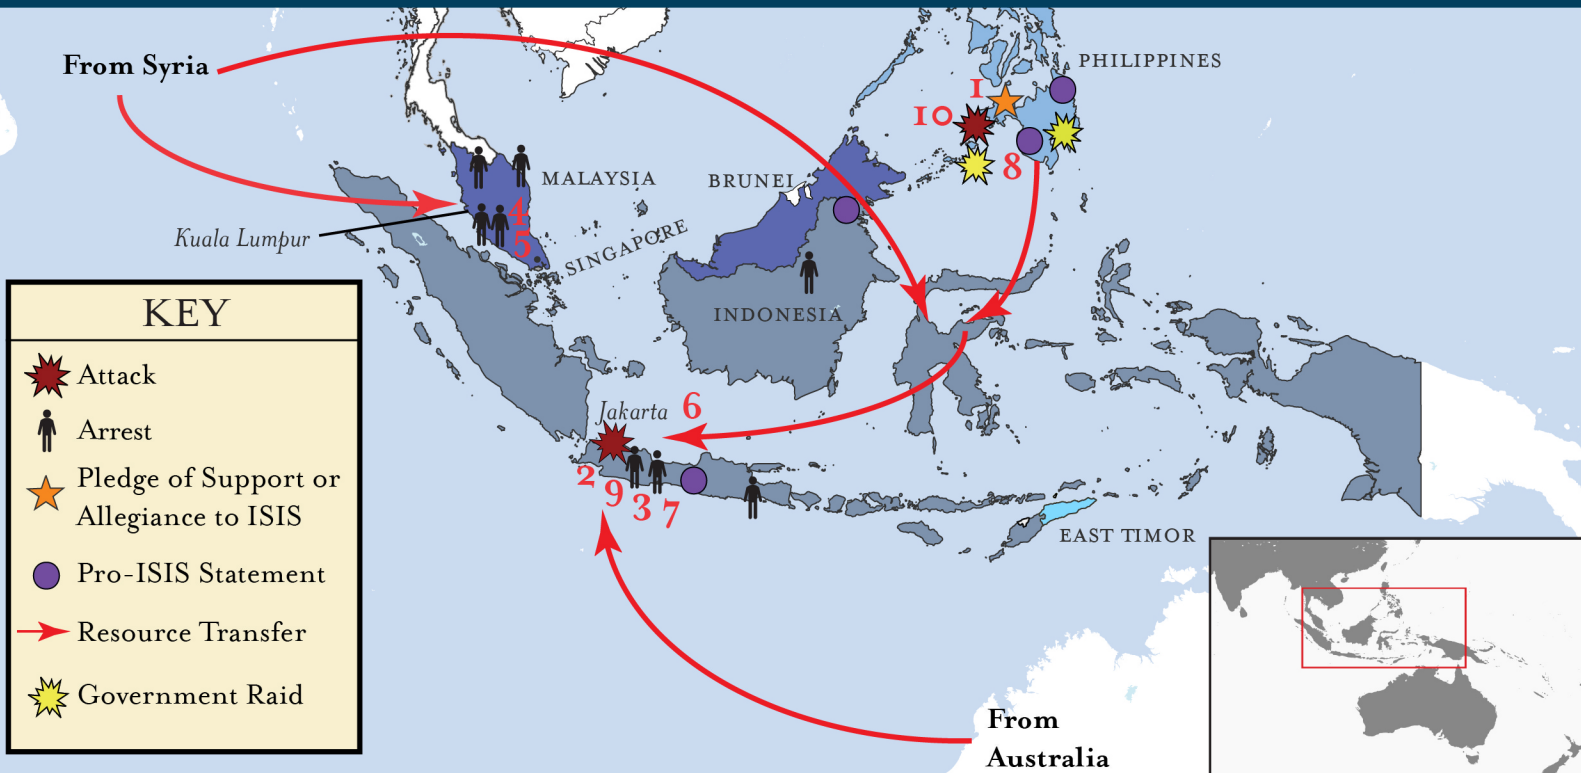 From Syria
PHILIPPINES
1
10
8
MALAYSIA
BRUNEI
4
Kuala Lumpur
5
SINGAPORE
INDONESIA
KEY
Attack
Arrest
Pledge of Support or
Allegiance to ISIS
Pro-ISIS Statement
Resource Transfer
Government Raid
Jakarta
6
2
9
3
7
EAST TIMOR
From
Australia